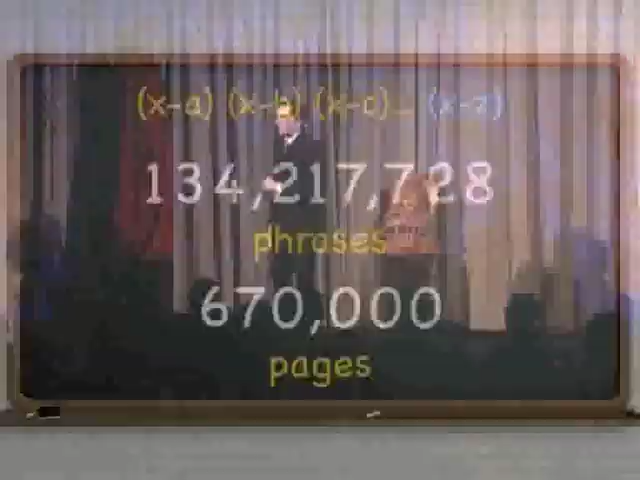 (x-a) (x-b) (x-c)... (x-z)
134,217,728
phrases
670,000
pages